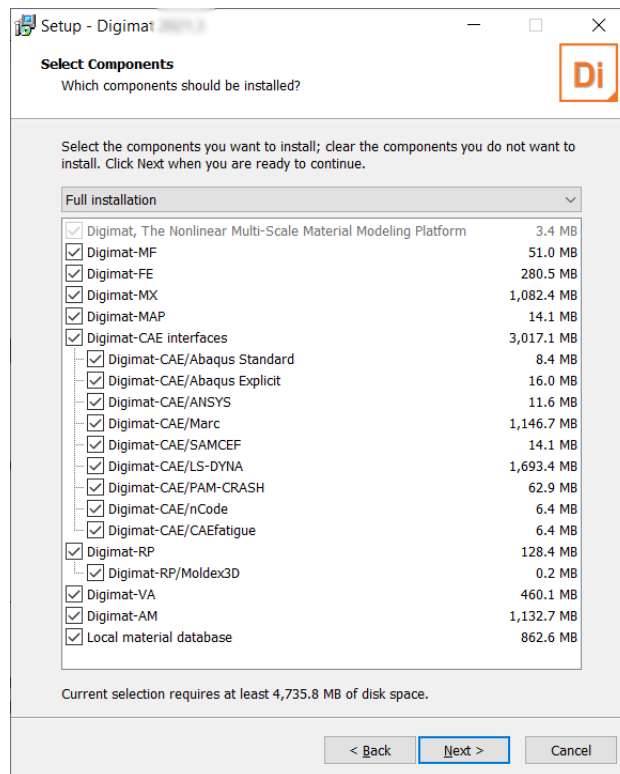 Setup - Digimat
Select Components
Which components should be installed?
Di
Select the components you want to install; clear the components you do not want to
install. Click Next when you are ready to continue.
Full installation
Digimat, The Nonlinear Multi-Scale Material Modeling Platform 3.4 MB
Digimat-MF 51.0 MB
Digimat-FE 280.5 MB
Digimat-MX 1,082.4 MB
Digimat-MAP 14.1 MB
Digimat-CAE interfaces 3,017.1 MB
Digimat-CAE/Abaqus Standard 8.4 MB
Digimat-CAE/Abaqus Explicit 16.0 MB
Digimat-CAE/ANSYS 11.6 MB
Digimat-CAE/Marc 1,146.7 MB
Digimat-CAE/SAMCEF 14.1 MB
Digimat-CAE/LS-DYNA 1,693.4 MB
Digimat-CAE/PAM-CRASH 62.9 MB
Digimat-CAE/nCode 6.4 MB
Digimat-CAE/CAEfatigue 6.4 MB
Digimat-RP 128.4 MB
Digimat-RP/Moldex3D 0.2 MB
Digimat-VA 460.1 MB
Digimat-AM 1,132.7 MB
Local material database 862.6 MB
Current selection requires at least 4,735.8 MB of disk space.
< Back Next > Cancel